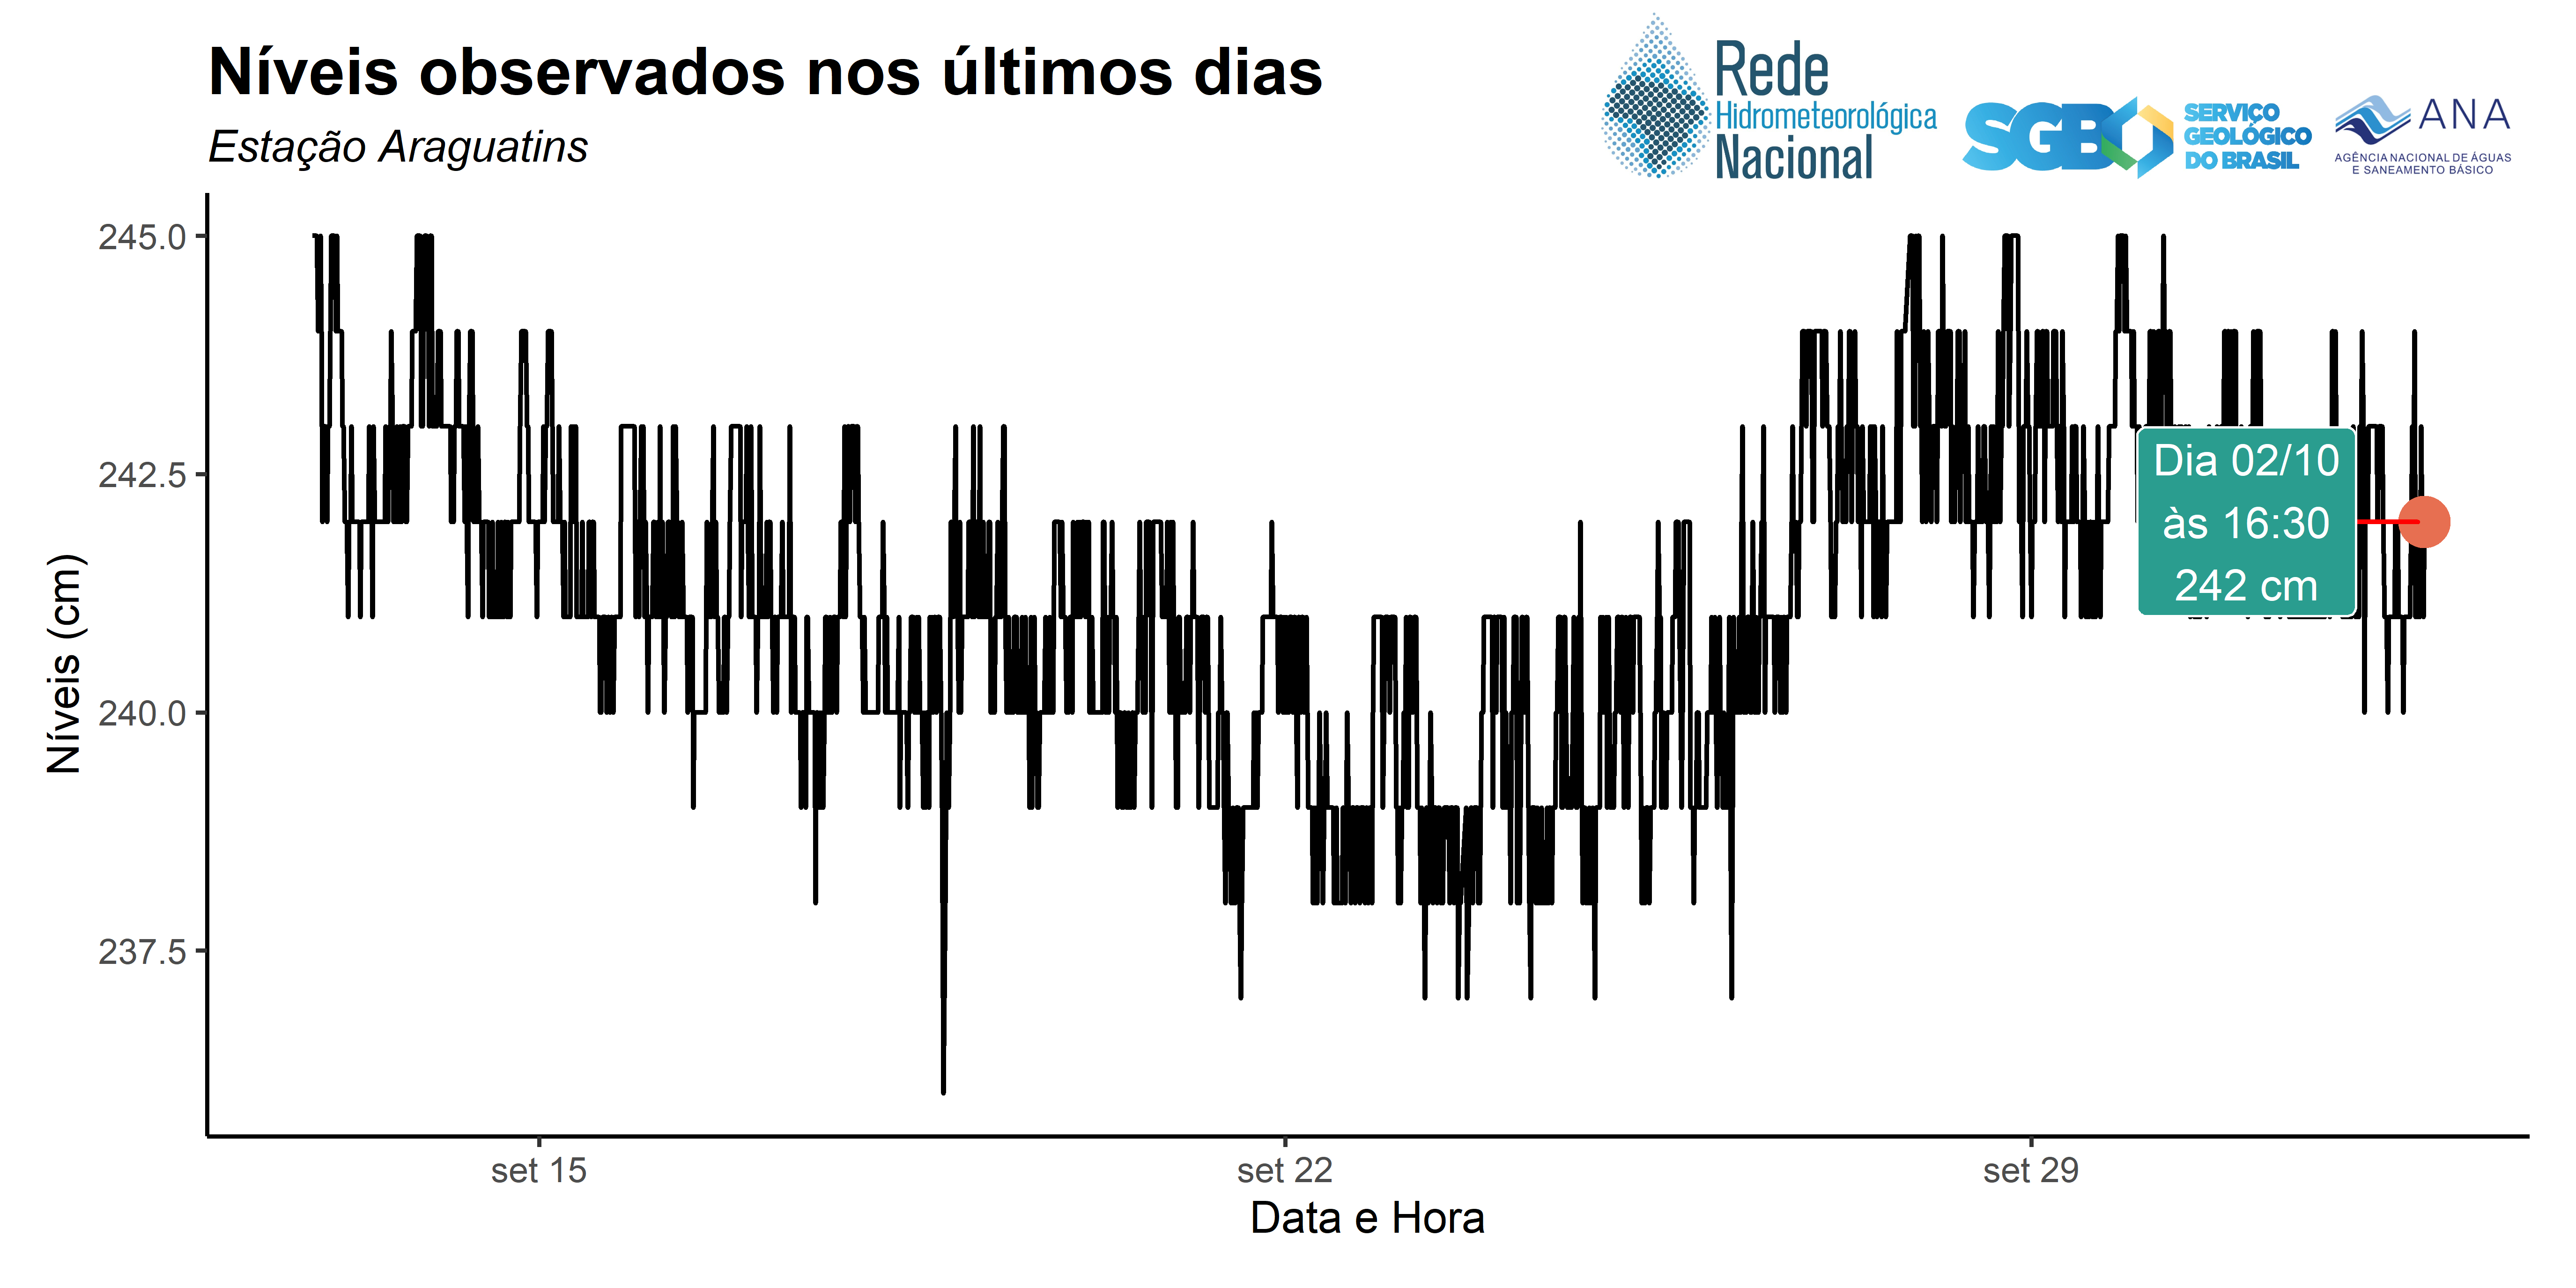 Níveis observados nos últimos dias
Estação Araguatins
Rede
Hidrometeorológica
Nacional
SGB
SERVIÇO
GEOLÓGICO
DO BRASIL
ANA
AGÊNCIA NACIONAL DE ÁGUAS
E SANEAMENTO BÁSICO
245.0
242.5
240.0
237.5
Níveis (cm)
Dia 02/10
às 16:30
242 cm
set 15
set 22
set 29
Data e Hora